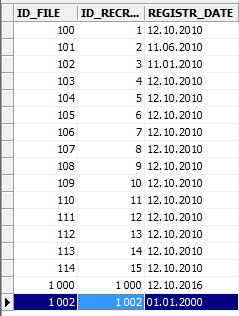 ID_FILE ID_RECR... REGISTR_DATE
100 1 12.10.2010
101 2 11.06.2010
102 3 11.01.2010
103 4 12.10.2010
104 5 12.10.2010
105 6 12.10.2010
106 7 12.10.2010
107 8 12.10.2010
108 9 12.10.2010
109 10 12.10.2010
110 11 12.10.2010
111 12 12.10.2010
112 13 12.10.2010
113 14 12.10.2010
114 15 12.10.2010
1 000 1 000 12.10.2016
1 002 1 002 01.01.2000